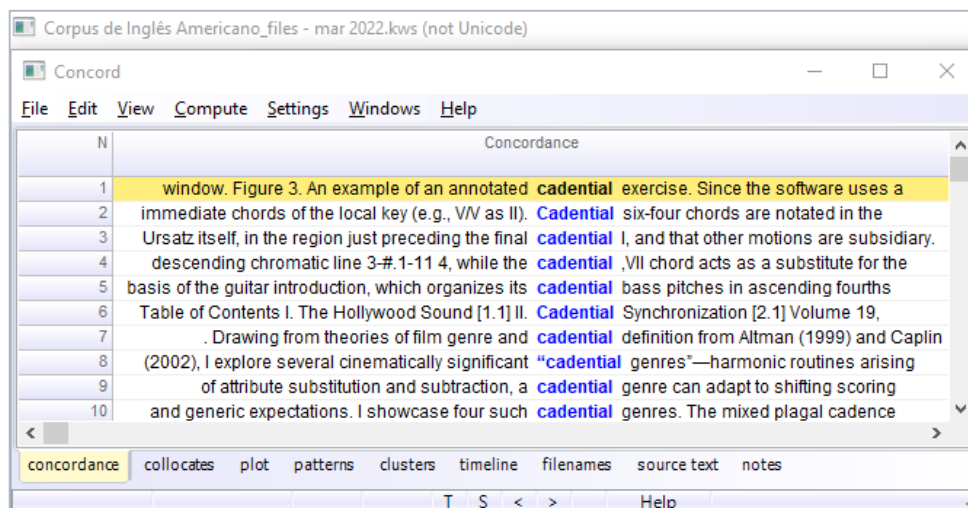 Corpus de Inglês Americano_files - mar 2022.kws (not Unicode)
Concord
File Edit View Compute Settings Windows Help
N Concordance
1 window. Figure 3. An example of an annotated cadential exercise. Since the software uses a
2 immediate chords of the local key (e.g., V/V as II). Cadential six-four chords are notated in the
3 Ursatz itself, in the region just preceding the final cadential I, and that other motions are subsidiary.
4 descending chromatic line 3-#.1-11 4, while the cadential ,VII chord acts as a substitute for the
5 basis of the guitar introduction, which organizes its cadential bass pitches in ascending fourths
6 Table of Contents I. The Hollywood Sound [1.1] II. Cadential Synchronization [2.1] Volume 19,
7 . Drawing from theories of film genre and cadential definition from Altman (1999) and Caplin
8 (2002), I explore several cinematically significant “cadential genres”—harmonic routines arising
9 of attribute substitution and subtraction, a cadential genre can adapt to shifting scoring
10 and generic expectations. I showcase four such cadential genres. The mixed plagal cadence
concordance collocates plot patterns clusters timeline filenames source text notes
T S < > Help